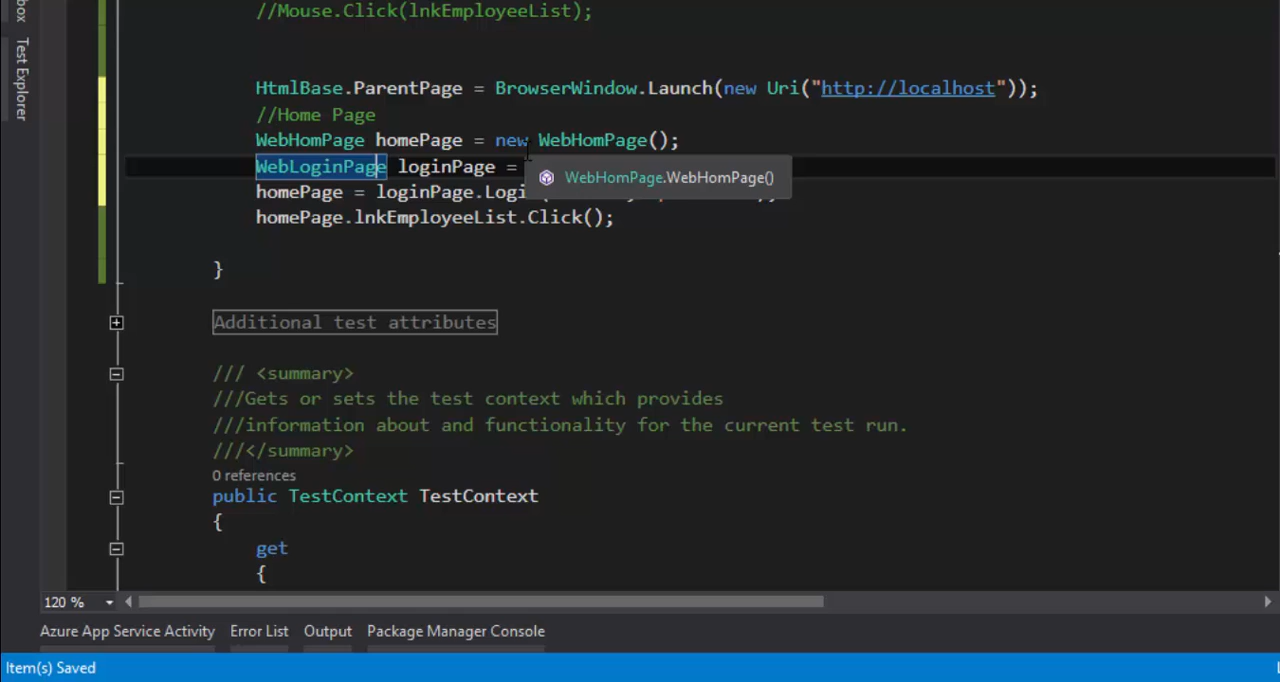 box
Test Explorer
//Mouse.Click(lnkEmployeeList);
HtmlBase.ParentPage = BrowserWindow.Launch(new Uri("http://localhost"));
//Home Page
WebHomPage homePage = new WebHomPage();
WebLoginPage loginPage =
WebHomPage.WebHomPage()
homePage = loginPage.Logi
homePage.lnkEmployeeList.Click();
}
Additional test attributes
/// <summary>
///Gets or sets the test context which provides
///information about and functionality for the current test run.
///</summary>
0 references
public TestContext TestContext
{
get
{
120 %
Azure App Service Activity Error List Output Package Manager Console
Item(s) Saved